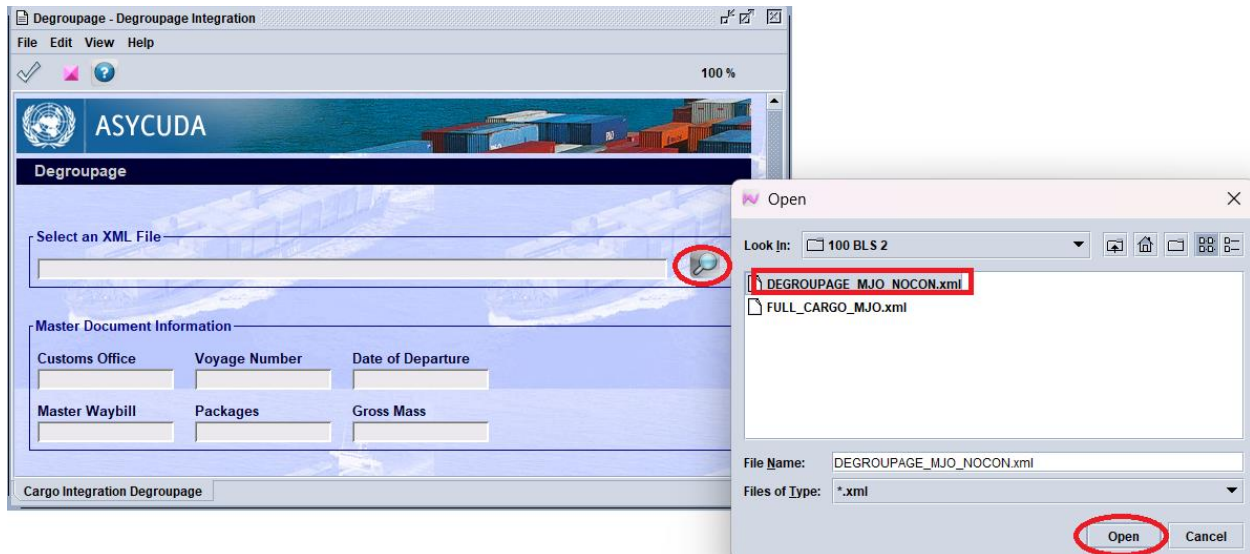 Degroupage - Degroupage Integration
File Edit View Help
100 %
ASYCUDA
Degroupage
Select an XML File
Master Document Information
Customs Office Voyage Number Date of Departure
Master Waybill Packages Gross Mass
Cargo Integration Degroupage
Open
Look In: 100 BLS 2
DEGROUPAGE_MJO_NOCON.xml
FULL_CARGO_MJO.xml
File Name: DEGROUPAGE_MJO_NOCON.xml
Files of Type: *.xml
Open Cancel